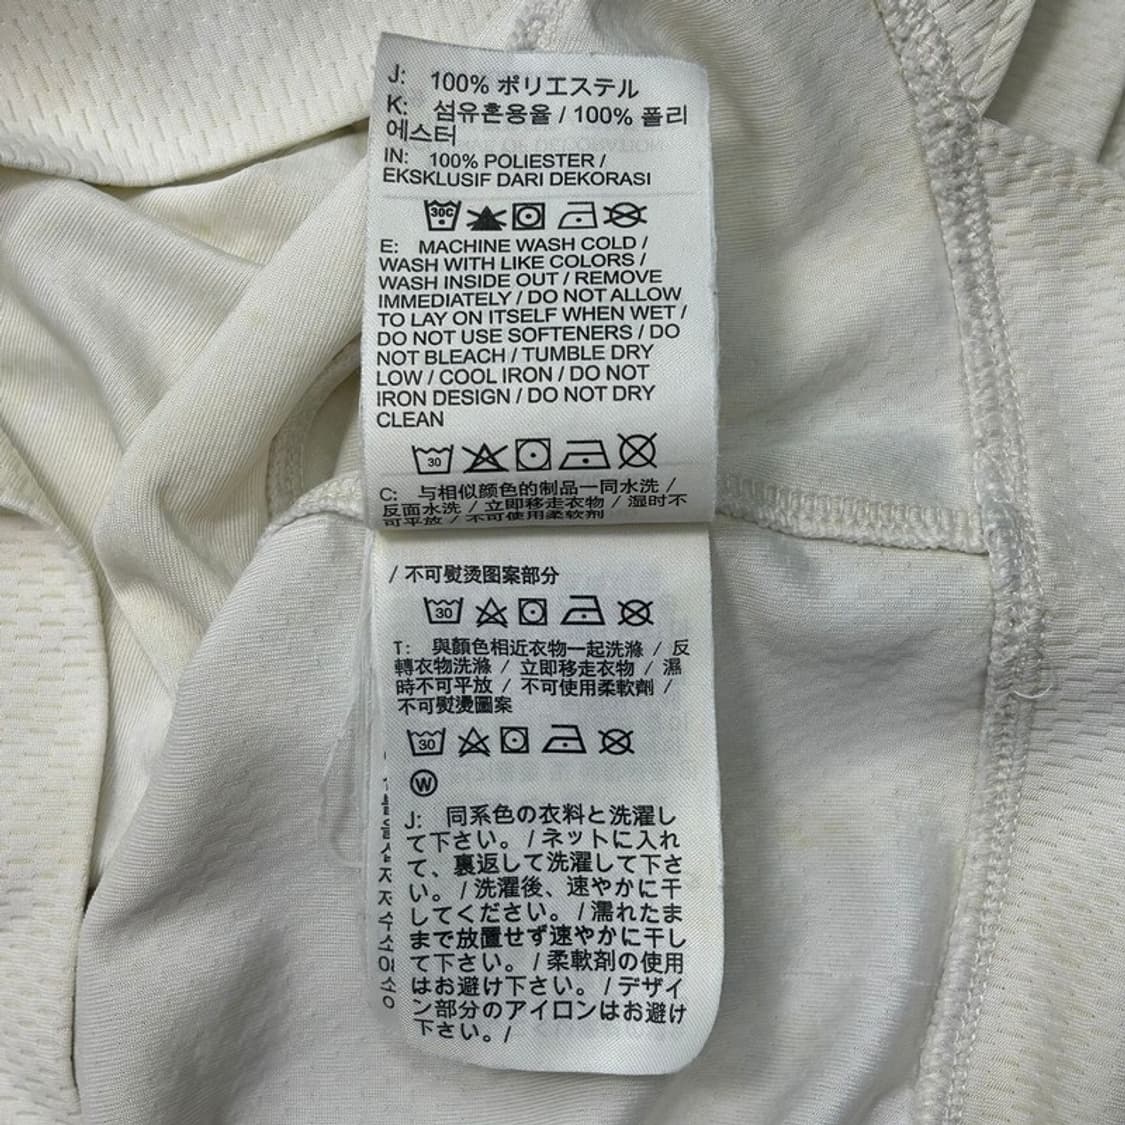 J: 100% ポリエステル
K: 섬유혼용율 / 100% 폴리
에스터
IN: 100% POLIESTER /
EKSKLUSIF DARI DEKORASI
30C
E: MACHINE WASH COLD /
WASH WITH LIKE COLORS /
WASH INSIDE OUT / REMOVE
IMMEDIATELY / DO NOT ALLOW
TO LAY ON ITSELF WHEN WET /
DO NOT USE SOFTENERS / DO
NOT BLEACH / TUMBLE DRY
LOW / COOL IRON / DO NOT
IRON DESIGN / DO NOT DRY
CLEAN
30
C: 与相似颜色的制品一同水洗 /
反面水洗 / 立即移走衣物 / 湿时不
可平放 / 不可使用柔软剂
/ 不可熨烫图案部分
30
T: 與顏色相近衣物一起洗滌 / 反
轉衣物洗滌 / 立即移走衣物 / 濕
時不可平放 / 不可使用柔軟劑 /
不可熨燙圖案
30
W
J: 同系色の衣料と洗濯し
て下さい。/ ネットに入れ
て、裏返して洗濯して下さ
い。/ 洗濯後、速やかに干
してください。/ 濡れたま
まで放置せず速やかに干し
て下さい。/ 柔軟剤の使用
はお避け下さい。/ デザイ
ン部分のアイロンはお避け
下さい。/